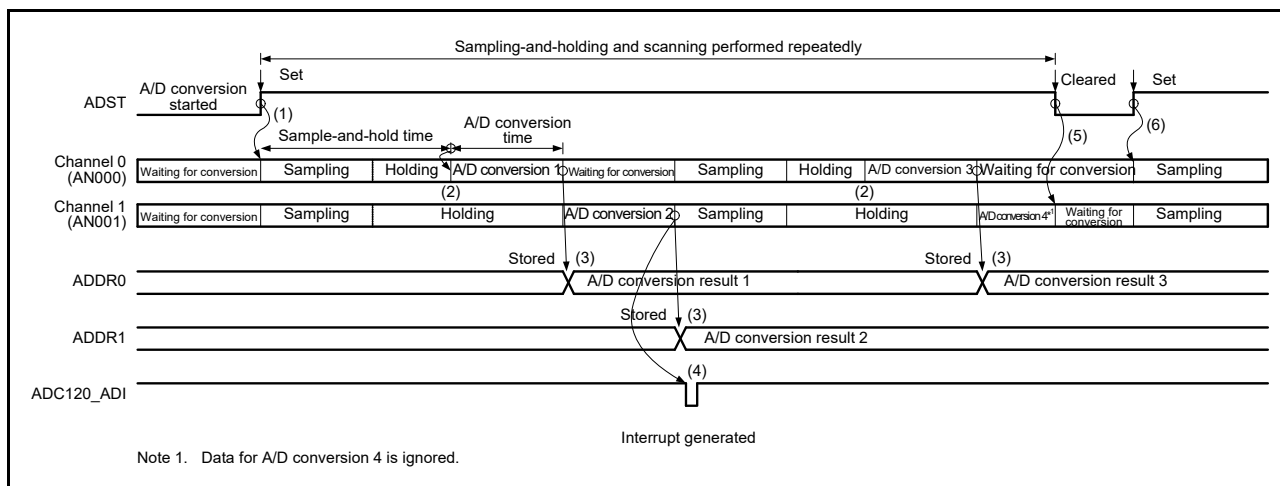 Sampling-and-holding and scanning performed repeatedly
A/D conversion started
Set
Cleared
Set
ADST
(1)
Sample-and-hold time
A/D conversion time
(5)
(6)
Channel 0 (AN000)
Waiting for conversion
Sampling
Holding
A/D conversion 1
Waiting for conversion
Sampling
Holding
A/D conversion 3
Waiting for conversion
Sampling
(2)
(2)
Channel 1 (AN001)
Waiting for conversion
Sampling
Holding
A/D conversion 2
Sampling
Holding
A/D conversion 4*1
Waiting for conversion
Sampling
Stored
(3)
Stored
(3)
ADDR0
A/D conversion result 1
A/D conversion result 3
Stored
(3)
ADDR1
A/D conversion result 2
(4)
ADC120_ADI
Interrupt generated
Note 1. Data for A/D conversion 4 is ignored.